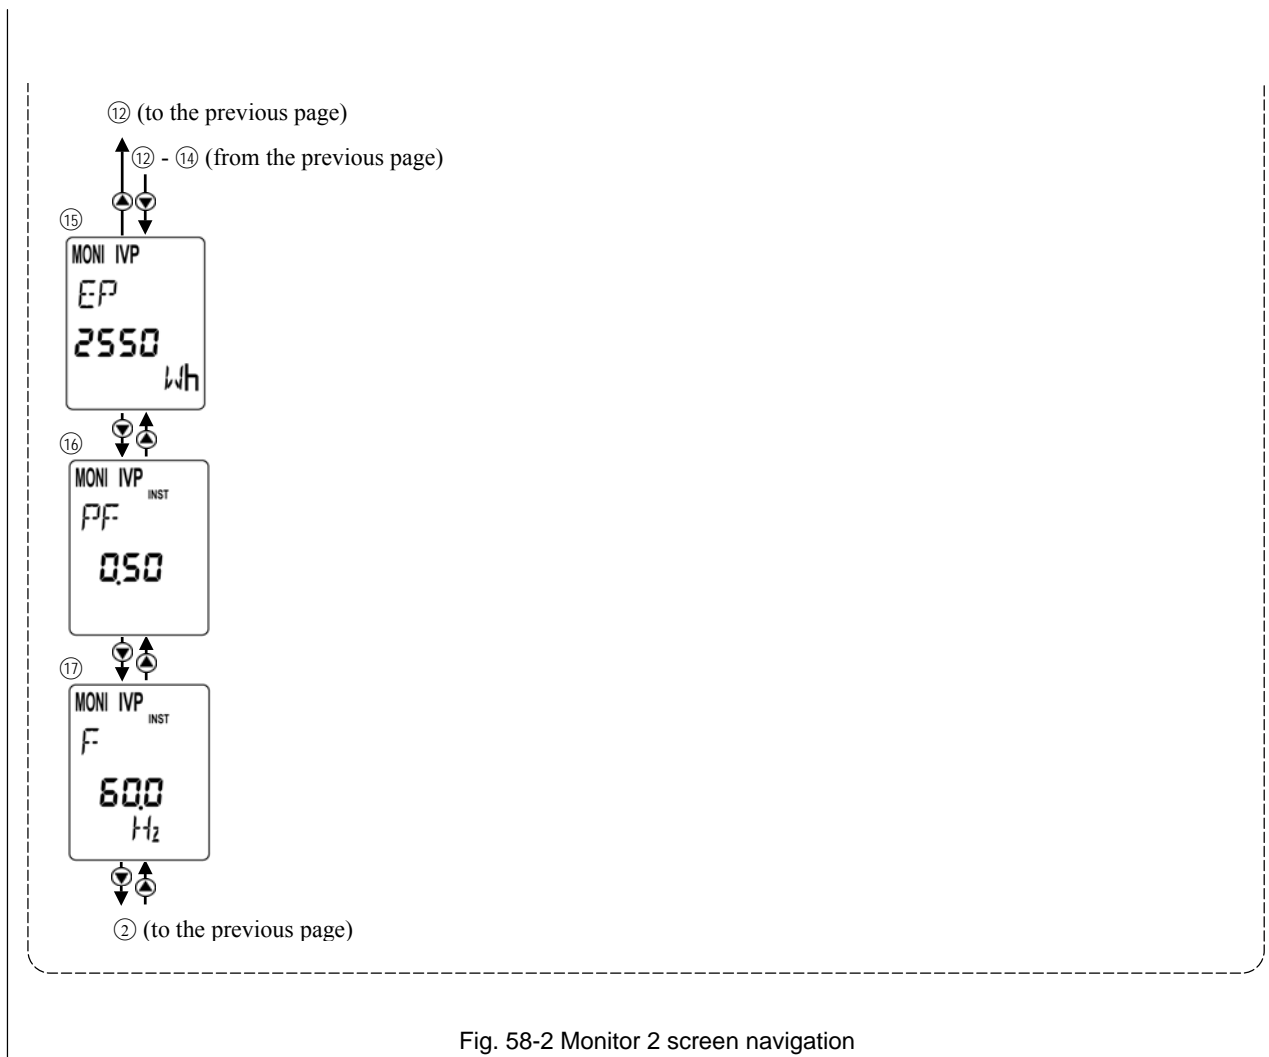 ⑫ (to the previous page)
⑫ - ⑭ (from the previous page)
⑮
MONI IVP
EP
2550
Wh
⑯
MONI IVP
INST
PF
0.50
⑰
MONI IVP
INST
F
60.0
Hz
② (to the previous page)
Fig. 58-2 Monitor 2 screen navigation